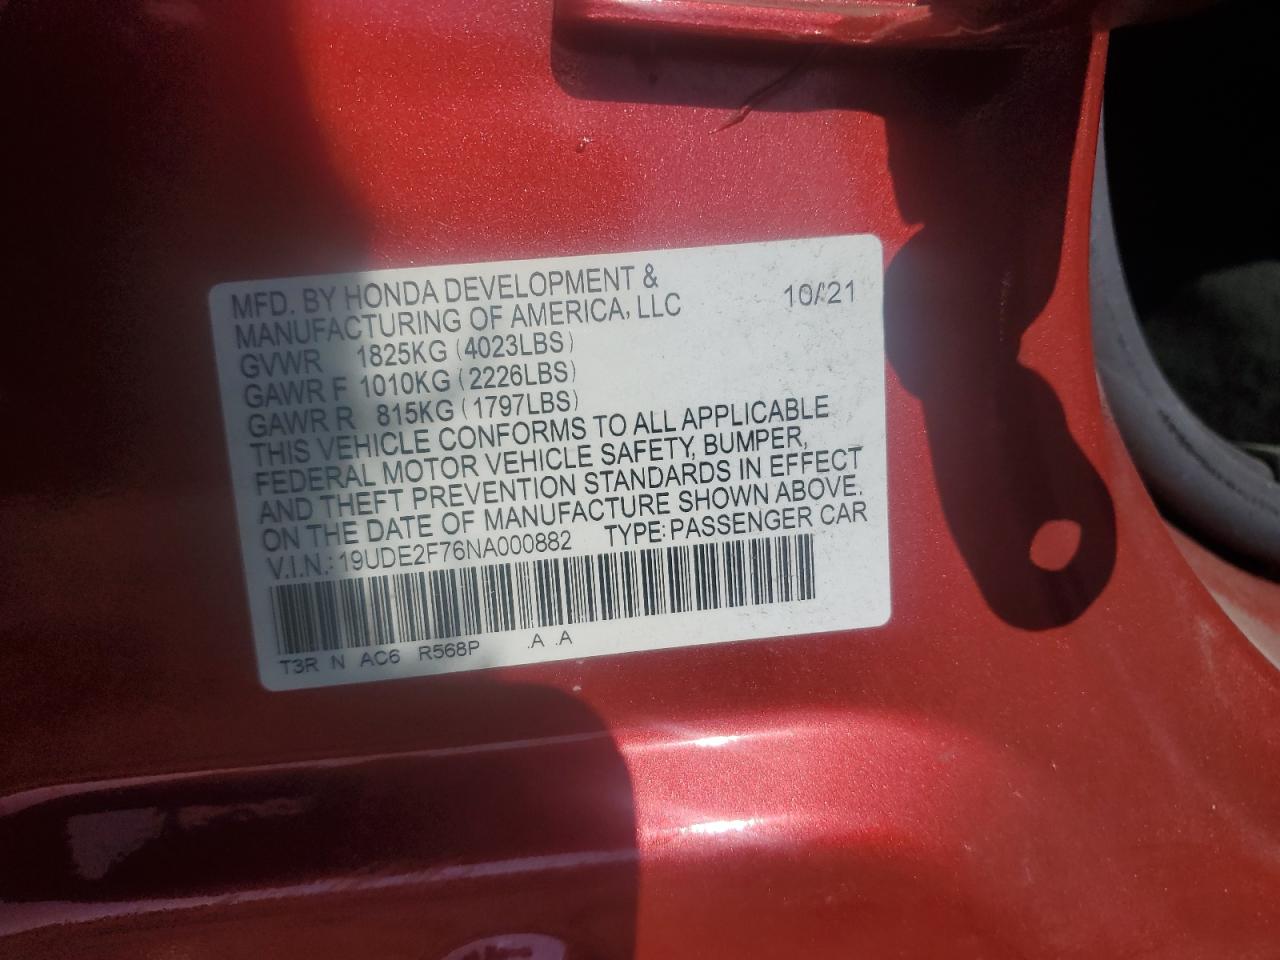 MFD. BY HONDA DEVELOPMENT & 10/21
MANUFACTURING OF AMERICA, LLC
GVWR 1825KG (4023LBS)
GAWR F 1010KG (2226LBS)
GAWR R 815KG (1797LBS)
THIS VEHICLE CONFORMS TO ALL APPLICABLE
FEDERAL MOTOR VEHICLE SAFETY, BUMPER,
AND THEFT PREVENTION STANDARDS IN EFFECT
ON THE DATE OF MANUFACTURE SHOWN ABOVE.
V.I.N.: 19UDE2F76NA000882 TYPE: PASSENGER CAR
T3R N AC6 R568P .A .A